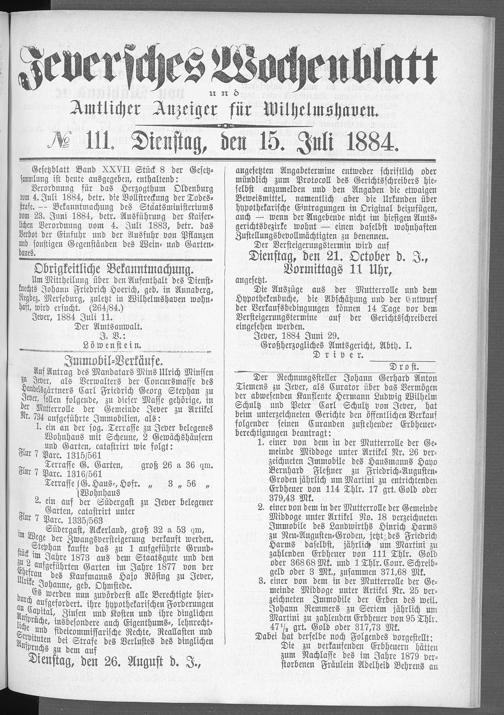 Jeversches Wochenblatt
und
Amtlicher Anzeiger für Wilhelmshaven.
№ 111. Dienstag, den 15. Juli 1884.
Gesetzblatt Band XXVII Stück 8 der Gesetz-
sammlung ist heute ausgegeben, enthaltend:
Verordnung für das Herzogthum Oldenburg
vom 4. Juli 1884, betr. die Vollstreckung der Todes-
strafe. — Bekanntmachung des Staatsministeriums
vom 23. Juni 1884, betr. Ausführung der Kaiser-
lichen Verordnung vom 4. Juli 1883, betr. das
Verbot der Einfuhr und der Ausfuhr von Pflanzen
und sonstigen Gegenständen des Wein- und Garten-
baues.
Obrigkeitliche Bekanntmachung.
Um Mittheilung über den Aufenthalt des Dienst-
knechts Johann Friedrich Hoerich, aus Annaberg,
Regbez. Merseburg, zuletzt in Wilhelmshaven wohn-
haft, wird ersucht. (264/84.)
Jever, 1884 Juli 11.
Der Amtsanwalt.
J. V.:
Löwenstein.
Immobil-Verkäufe.
Auf Antrag des Mandatars Mins Ulrich Minssen
zu Jever, als Verwalters der Concursmasse des
Handelsgärtners Carl Friedrich Georg Stephan zu
Jever, sollen folgende, zu dieser Masse gehörige, in
der Mutterrolle der Gemeinde Jever zu Artikel
Nr. 734 aufgeführte Immobilien, als:
1. ein an der sog. Terrasse zu Jever belegenes
Wohnhaus mit Scheune, 2 Gewächshäusern
und Garten, catastrirt wie folgt:
Flur 7 Parc. 1315/561
Terrasse G. Garten, groß 26 a 36 qm.
Flur 7 Parc. 1316/561
Terrasse G. Haus, Hofr. „ 3 „ 56 „
Wohnhaus
2. ein auf der Südergast zu Jever belegener
Garten, catastrirt unter
Flur 7 Parc. 1335/563
Südergast, Ackerland, groß 32 a 53 qm,
im Wege der Zwangsversteigerung verkauft werden.
Stephan kaufte das zu 1 aufgeführte Grund-
stück im Jahre 1873 aus dem Staatsgute und den
zu 2 aufgeführten Garten im Jahre 1877 von der
Ehefrau des Kaufmanns Hajo Jösting zu Jever,
Ulrike Johanne, geb. Ohmstede.
Es werden nun zuvörderst alle Berechtigte hier-
durch aufgefordert, ihre hypothekarischen Forderungen
an Capital, Zinsen und Kosten und ihre dinglichen
Ansprüche, insbesondere auch Eigenthums-, lehnrecht-
liche und fideicommissarische Rechte, Reallasten und
Servituten bei Strafe des Verlustes des dinglichen
Anspruchs zu dem auf
Dienstag, den 26. August d. J.,
angesetzten Angabetermine entweder schriftlich oder
mündlich zum Protocoll des Gerichtsschreibers hie-
selbst anzumelden und den Angaben die etwaigen
Beweismittel, namentlich aber die Urkunden über
hypothekarische Eintragungen in Original beizufügen,
auch — wenn der Angebende nicht im hiesigen Amts-
gerichtsbezirke wohnt — einen daselbst wohnhaften
Zustellungsbevollmächtigten zu benennen.
Der Versteigerungstermin wird auf
Dienstag, den 21. October d. J.,
Vormittags 11 Uhr,
angesetzt.
Die Auszüge aus der Mutterrolle und dem
Hypothekenbuche, die Abschätzung und der Entwurf
der Verkaufsbedingungen können 14 Tage vor dem
Versteigerungstermine auf der Gerichtsschreiberei
eingesehen werden.
Jever, 1884 Juni 29.
Großherzogliches Amtsgericht, Abth. I.
Driver.
Drost.
Der Rechnungssteller Johann Gerhard Anton
Tiemens zu Jever, als Curator über das Vermögen
der abwesenden Kaufleute Hermann Ludwig Wilhelm
Schultz und Peter Carl Schultz von Jever, hat
beim unterzeichneten Gerichte den öffentlichen Verkauf
folgender seinen Curanden zustehender Erbheuer-
berechtigungen beantragt:
1. einer von dem in der Mutterrolle der Ge-
meinde Middoge unter Artikel Nr. 26 ver-
zeichneten Immobile des Hausmanns Hayo
Bernhard Flehner zu Friedrich-Augusten-
Groden jährlich um Martini zu entrichtenden
Erbheuer von 114 Thlr. 17 grt. Gold oder
379,43 Mk.
2. einer von dem in der Mutterrolle der Gemeinde
Middoge unter Artikel No. 18 verzeichneten
Immobile des Landwirths Hinrich Harms
zu Neu-Augusten-Groden, jetzt des Friedrich
Harms daselbst, jährlich um Martini zu
zahlenden Erbheuer von 111 Thlr. Gold
oder 368 68 Mk. und 1 Thlr. Cour. Schreib-
geld oder 3 Mk., zusammen 371,68 Mk.
3. einer von dem in der Mutterrolle der Ge-
meinde Middoge unter Artikel Nr. 25 ver-
zeichneten Immobile der Erben des weil.
Johann Remmers zu Seriem jährlich um
Martini zu zahlenden Erbheuer von 95 Thlr.
47½ grt. Gold oder 317,73 Mk.
Dabei hat derselbe noch Folgendes vorgestellt:
Die zu verkaufenden Erbheuern hätten
zum Nachlasse des im Jahre 1879 ver-
storbenen Fräulein Adelheid Behrens an